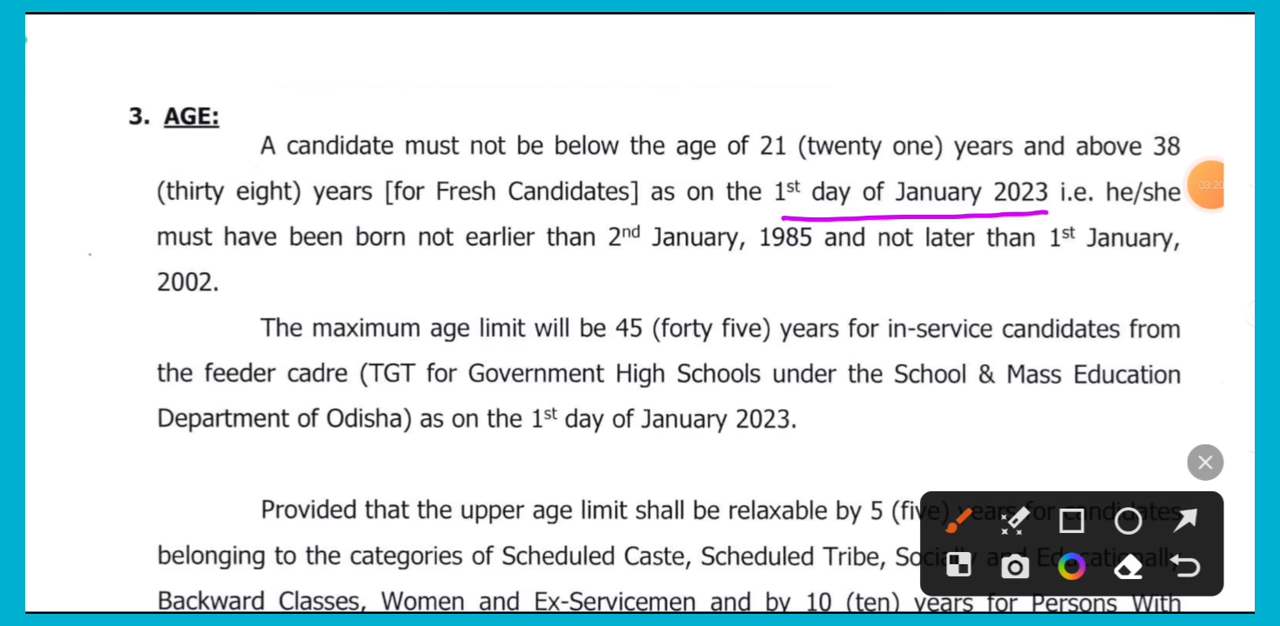 3. AGE:
A candidate must not be below the age of 21 (twenty one) years and above 38
(thirty eight) years [for Fresh Candidates] as on the 1st day of January 2023 i.e. he/she
03:20
must have been born not earlier than 2nd January, 1985 and not later than 1st January,
2002.
The maximum age limit will be 45 (forty five) years for in-service candidates from
the feeder cadre (TGT for Government High Schools under the School & Mass Education
Department of Odisha) as on the 1st day of January 2023.
Provided that the upper age limit shall be relaxable by 5 (five) years for candidates
belonging to the categories of Scheduled Caste, Scheduled Tribe, Socially and Educationally
Backward Classes, Women and Ex-Servicemen and by 10 (ten) years for Persons With